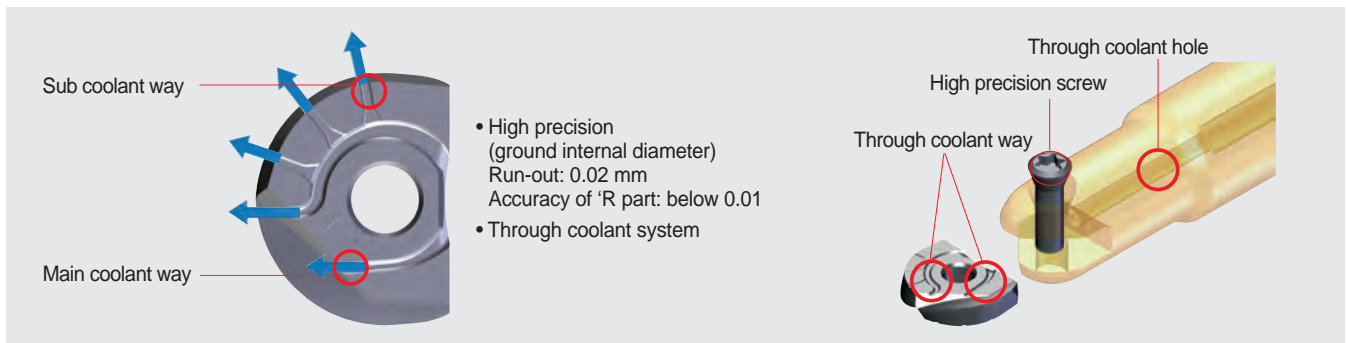 Sub coolant way
Main coolant way
• High precision
(ground internal diameter)
Run-out: 0.02 mm
Accuracy of ‘R part: below 0.01
• Through coolant system
Through coolant hole
High precision screw
Through coolant way